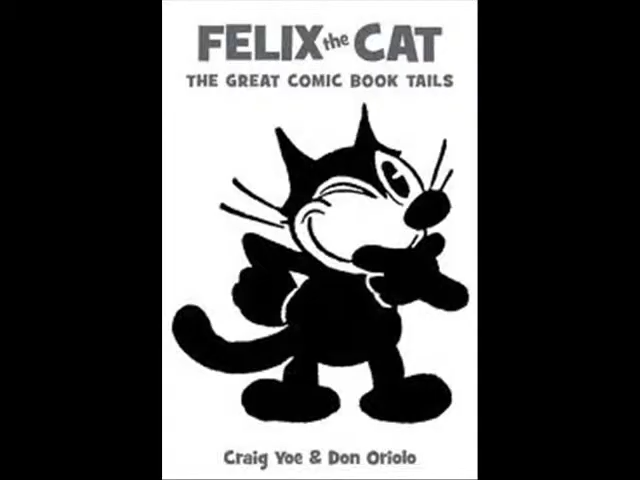 FELIX the CAT
THE GREAT COMIC BOOK TAILS
Craig Yoe & Don Oriolo